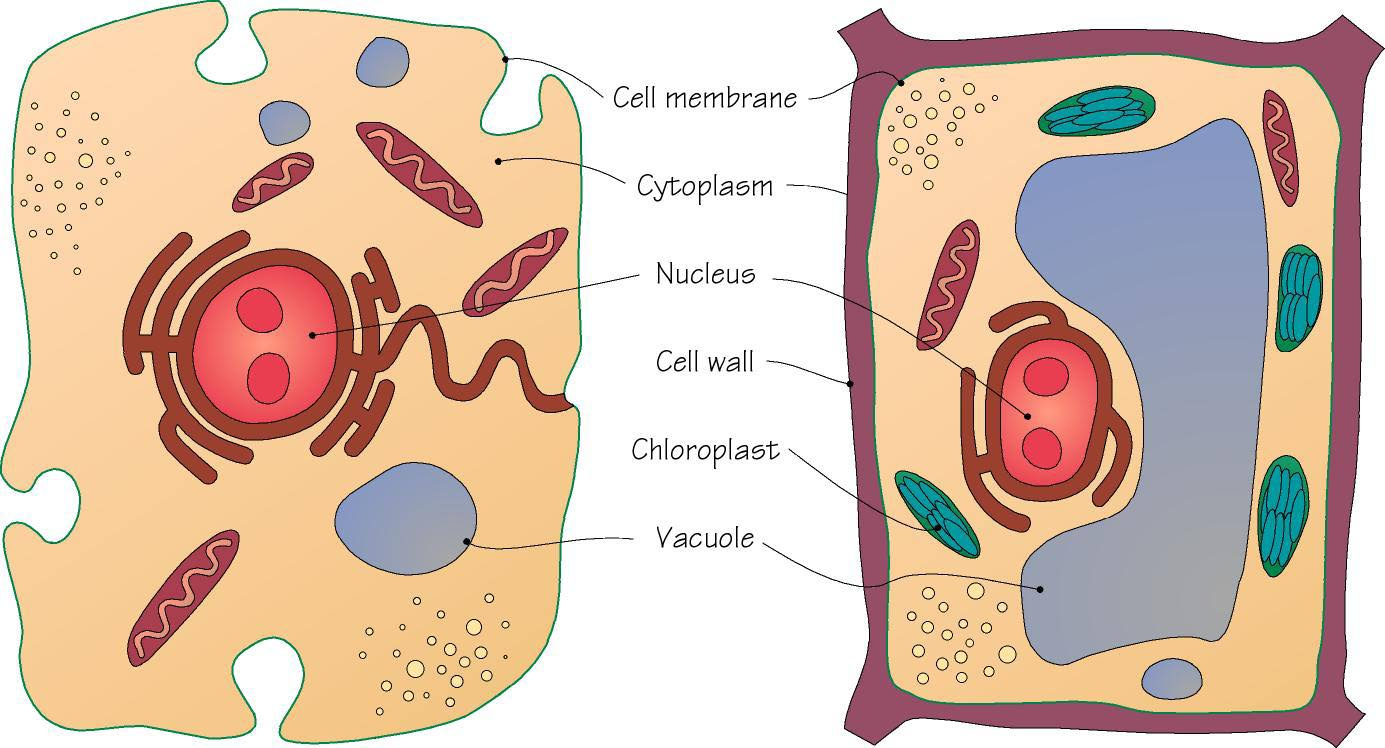 Cell membrane
Cytoplasm
Nucleus
Cell wall
Chloroplast
Vacuole